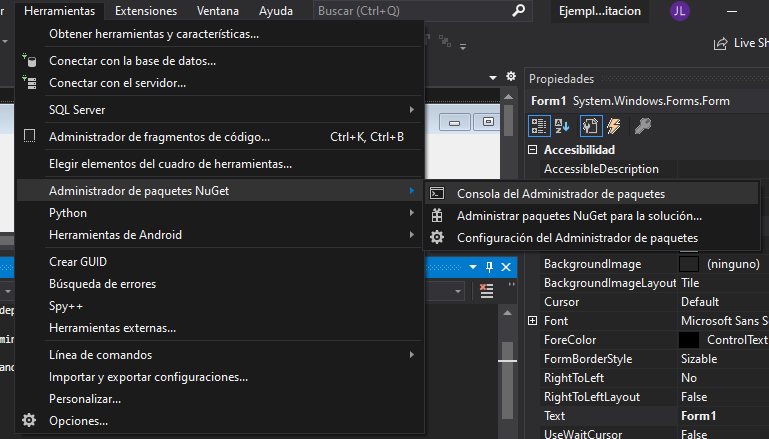 Herramientas Extensiones Ventana Ayuda Buscar (Ctrl+Q) Ejempl...itacion JL
Obtener herramientas y características...
Live Sh
Conectar con la base de datos...
Conectar con el servidor...
Propiedades
SQL Server
Form1 System.Windows.Forms.Form
Administrador de fragmentos de código... Ctrl+K, Ctrl+B
Elegir elementos del cuadro de herramientas...
Accesibilidad
AccessibleDescription
Administrador de paquetes NuGet
Consola del Administrador de paquetes
Python
Administrar paquetes NuGet para la solución...
Herramientas de Android
Configuración del Administrador de paquetes
Crear GUID
BackgroundImage (ninguno)
Búsqueda de errores
BackgroundImageLayout Tile
Spy++
Cursor Default
Herramientas externas...
Font Microsoft Sans S
ForeColor ControlText
Línea de comandos
FormBorderStyle Sizable
Importar y exportar configuraciones...
RightToLeft No
Personalizar...
RightToLeftLayout False
Opciones...
Text Form1
UseWaitCursor False